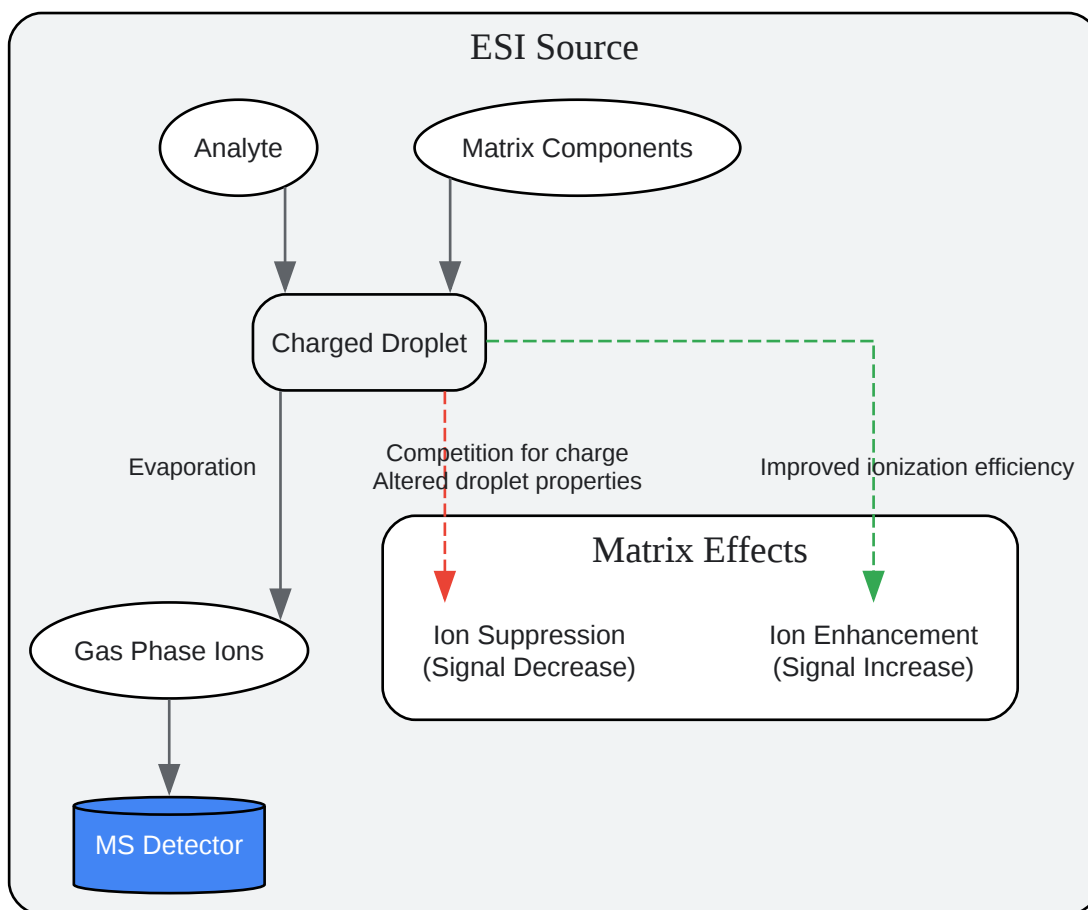 ESI Source
Analyte
Matrix Components
Charged Droplet
Evaporation
Competition for charge
Altered droplet properties
Improved ionization efficiency
Matrix Effects
Gas Phase Ions
Ion Suppression
(Signal Decrease)
Ion Enhancement
(Signal Increase)
MS Detector